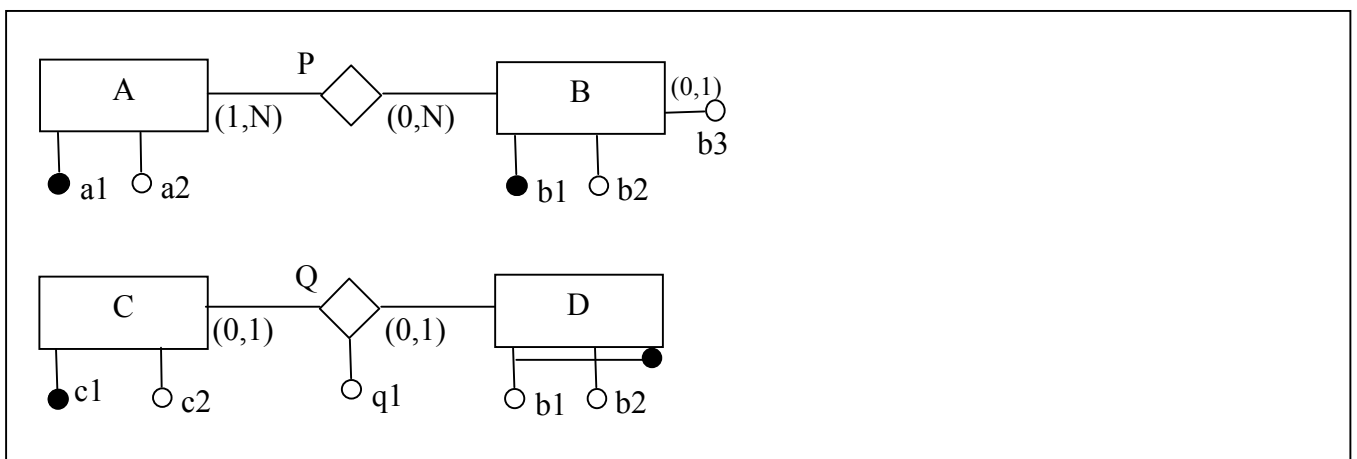 P
A
B
(0,1)
(1,N)
(0,N)
b3
a1
a2
b1
b2
Q
C
D
(0,1)
(0,1)
c1
c2
q1
b1
b2